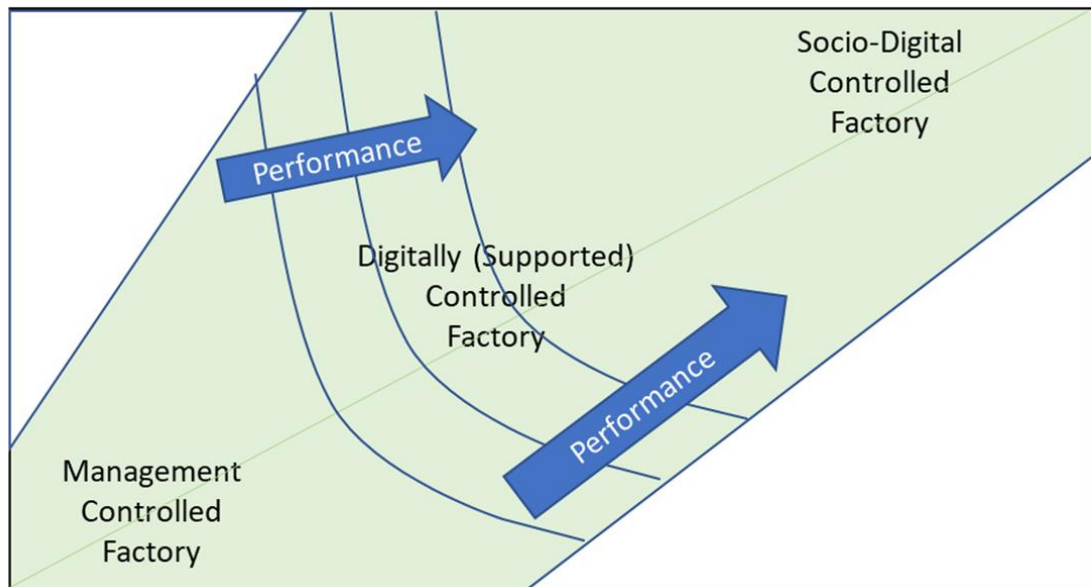 Socio-Digital
Controlled
Factory
Performance
Digitally (Supported)
Controlled
Factory
Performance
Management
Controlled
Factory